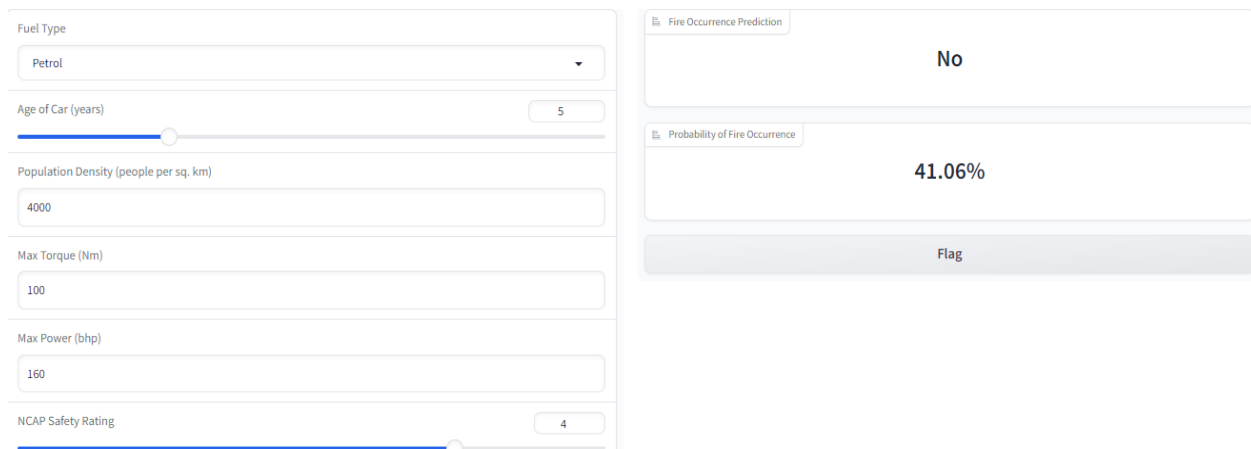 Fuel Type
Petrol
Age of Car (years)
5
Population Density (people per sq. km)
4000
Max Torque (Nm)
100
Max Power (bhp)
160
NCAP Safety Rating
4
Fire Occurrence Prediction
No
Probability of Fire Occurrence
41.06%
Flag